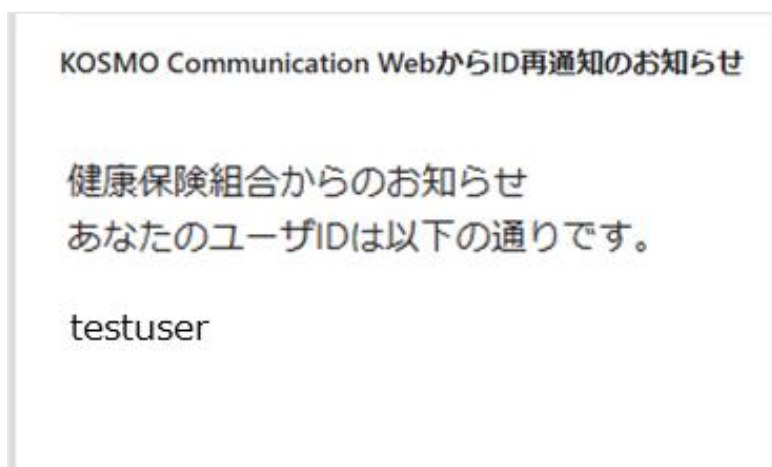 KOSMO Communication WebからID再通知のお知らせ
健康保険組合からのお知らせ
あなたのユーザIDは以下の通りです。
testuser